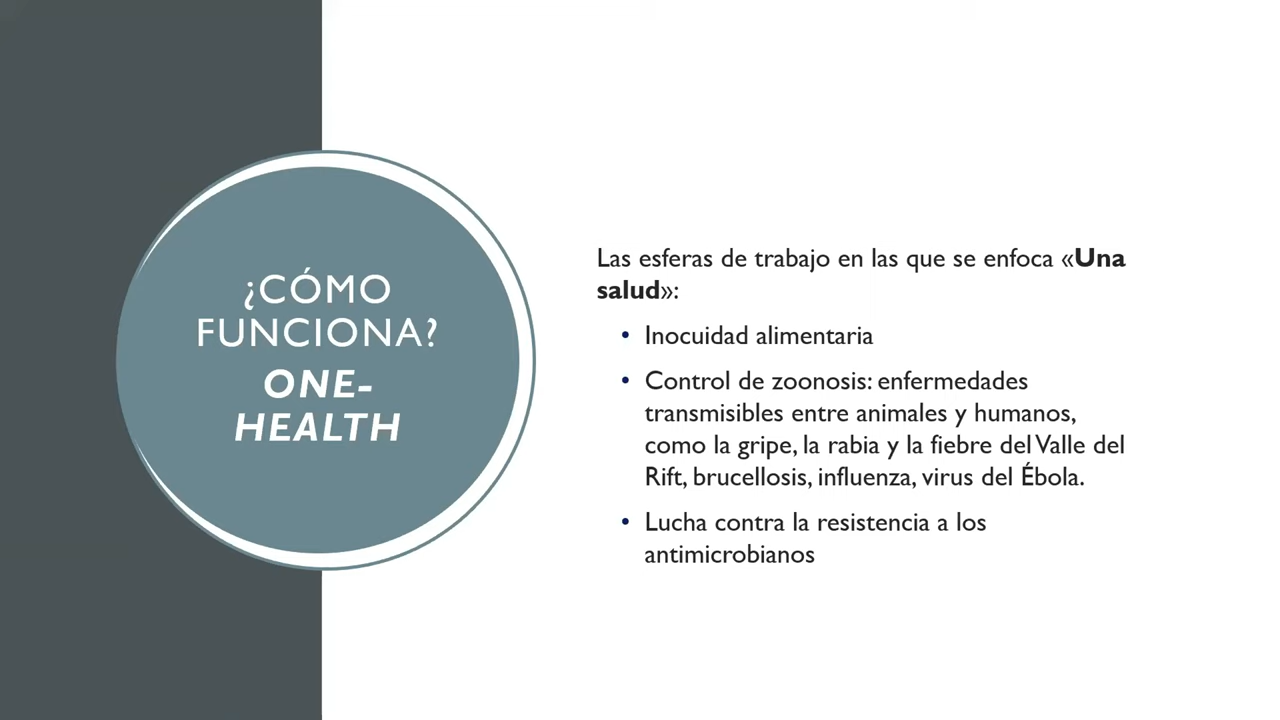 ¿CÓMO
FUNCIONA?
ONE-
HEALTH
Las esferas de trabajo en las que se enfoca «Una
salud»:
• Inocuidad alimentaria
• Control de zoonosis: enfermedades
transmisibles entre animales y humanos,
como la gripe, la rabia y la fiebre del Valle del
Rift, brucellosis, influenza, virus del Ébola.
• Lucha contra la resistencia a los
antimicrobianos